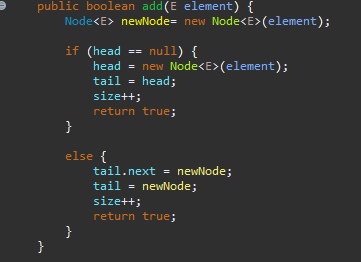 public boolean add(E element) {
Node<E> newNode= new Node<E>(element);
if (head == null) {
head = new Node<E>(element);
tail = head;
size++;
return true;
}
else {
tail.next = newNode;
tail = newNode;
size++;
return true;
}
}